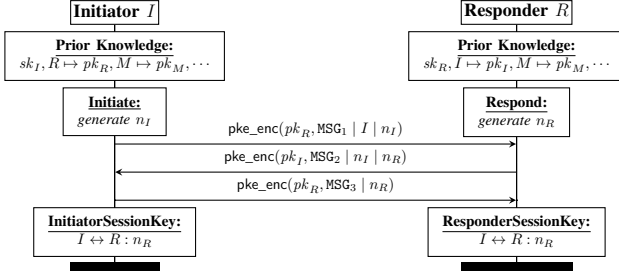 Initiator I
Responder R
Prior Knowledge:
sk_I, R ↦ pk_R, M ↦ pk_M, ···
Prior Knowledge:
sk_R, I ↦ pk_I, M ↦ pk_M, ···
Initiate:
generate n_I
Respond:
generate n_R
pke_enc(pk_R, MSG_1 | I | n_I)
pke_enc(pk_I, MSG_2 | n_I | n_R)
pke_enc(pk_R, MSG_3 | n_R)
InitiatorSessionKey:
I ↔ R : n_R
ResponderSessionKey:
I ↔ R : n_R